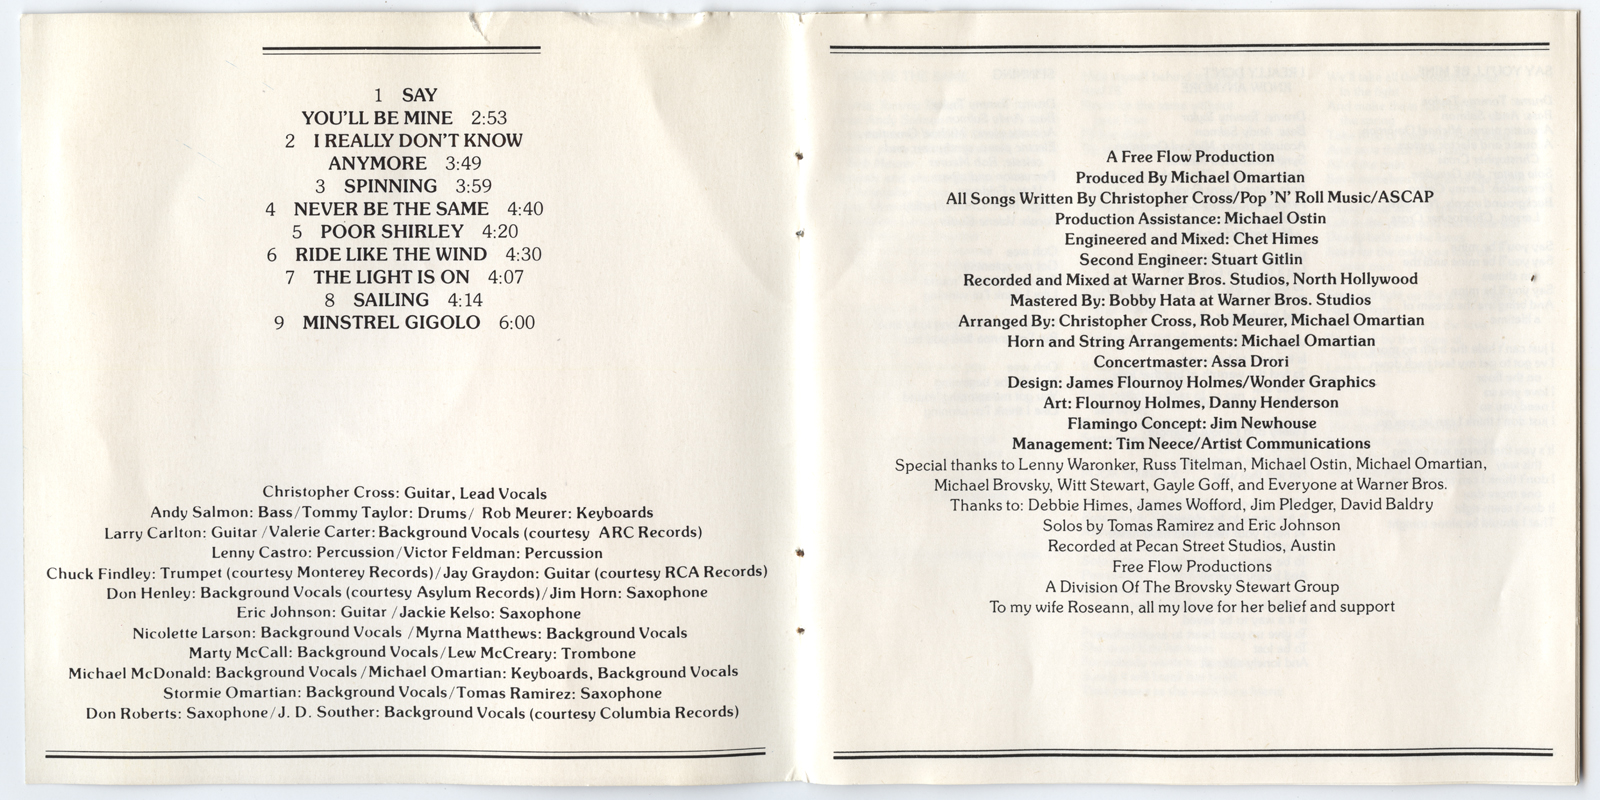 1 SAY
YOU'LL BE MINE 2:53
2 I REALLY DON'T KNOW
ANYMORE 3:49
3 SPINNING 3:59
4 NEVER BE THE SAME 4:40
5 POOR SHIRLEY 4:20
6 RIDE LIKE THE WIND 4:30
7 THE LIGHT IS ON 4:07
8 SAILING 4:14
9 MINSTREL GIGOLO 6:00
Christopher Cross: Guitar, Lead Vocals
Andy Salmon: Bass/Tommy Taylor: Drums/ Rob Meurer: Keyboards
Larry Carlton: Guitar /Valerie Carter: Background Vocals (courtesy ARC Records)
Lenny Castro: Percussion/Victor Feldman: Percussion
Chuck Findley: Trumpet (courtesy Monterey Records)/Jay Graydon: Guitar (courtesy RCA Records)
Don Henley: Background Vocals (courtesy Asylum Records)/Jim Horn: Saxophone
Eric Johnson: Guitar /Jackie Kelso: Saxophone
Nicolette Larson: Background Vocals /Myrna Matthews: Background Vocals
Marty McCall: Background Vocals/Lew McCreary: Trombone
Michael McDonald: Background Vocals /Michael Omartian: Keyboards, Background Vocals
Stormie Omartian: Background Vocals/Tomas Ramirez: Saxophone
Don Roberts: Saxophone/J. D. Souther: Background Vocals (courtesy Columbia Records)
A Free Flow Production
Produced By Michael Omartian
All Songs Written By Christopher Cross/Pop 'N' Roll Music/ASCAP
Production Assistance: Michael Ostin
Engineered and Mixed: Chet Himes
Second Engineer: Stuart Gitlin
Recorded and Mixed at Warner Bros. Studios, North Hollywood
Mastered By: Bobby Hata at Warner Bros. Studios
Arranged By: Christopher Cross, Rob Meurer, Michael Omartian
Horn and String Arrangements: Michael Omartian
Concertmaster: Assa Drori
Design: James Flournoy Holmes/Wonder Graphics
Art: Flournoy Holmes, Danny Henderson
Flamingo Concept: Jim Newhouse
Management: Tim Neece/Artist Communications
Special thanks to Lenny Waronker, Russ Titelman, Michael Ostin, Michael Omartian,
Michael Brovsky, Witt Stewart, Gayle Goff, and Everyone at Warner Bros.
Thanks to: Debbie Himes, James Wofford, Jim Pledger, David Baldry
Solos by Tomas Ramirez and Eric Johnson
Recorded at Pecan Street Studios, Austin
Free Flow Productions
A Division Of The Brovsky Stewart Group
To my wife Roseann, all my love for her belief and support